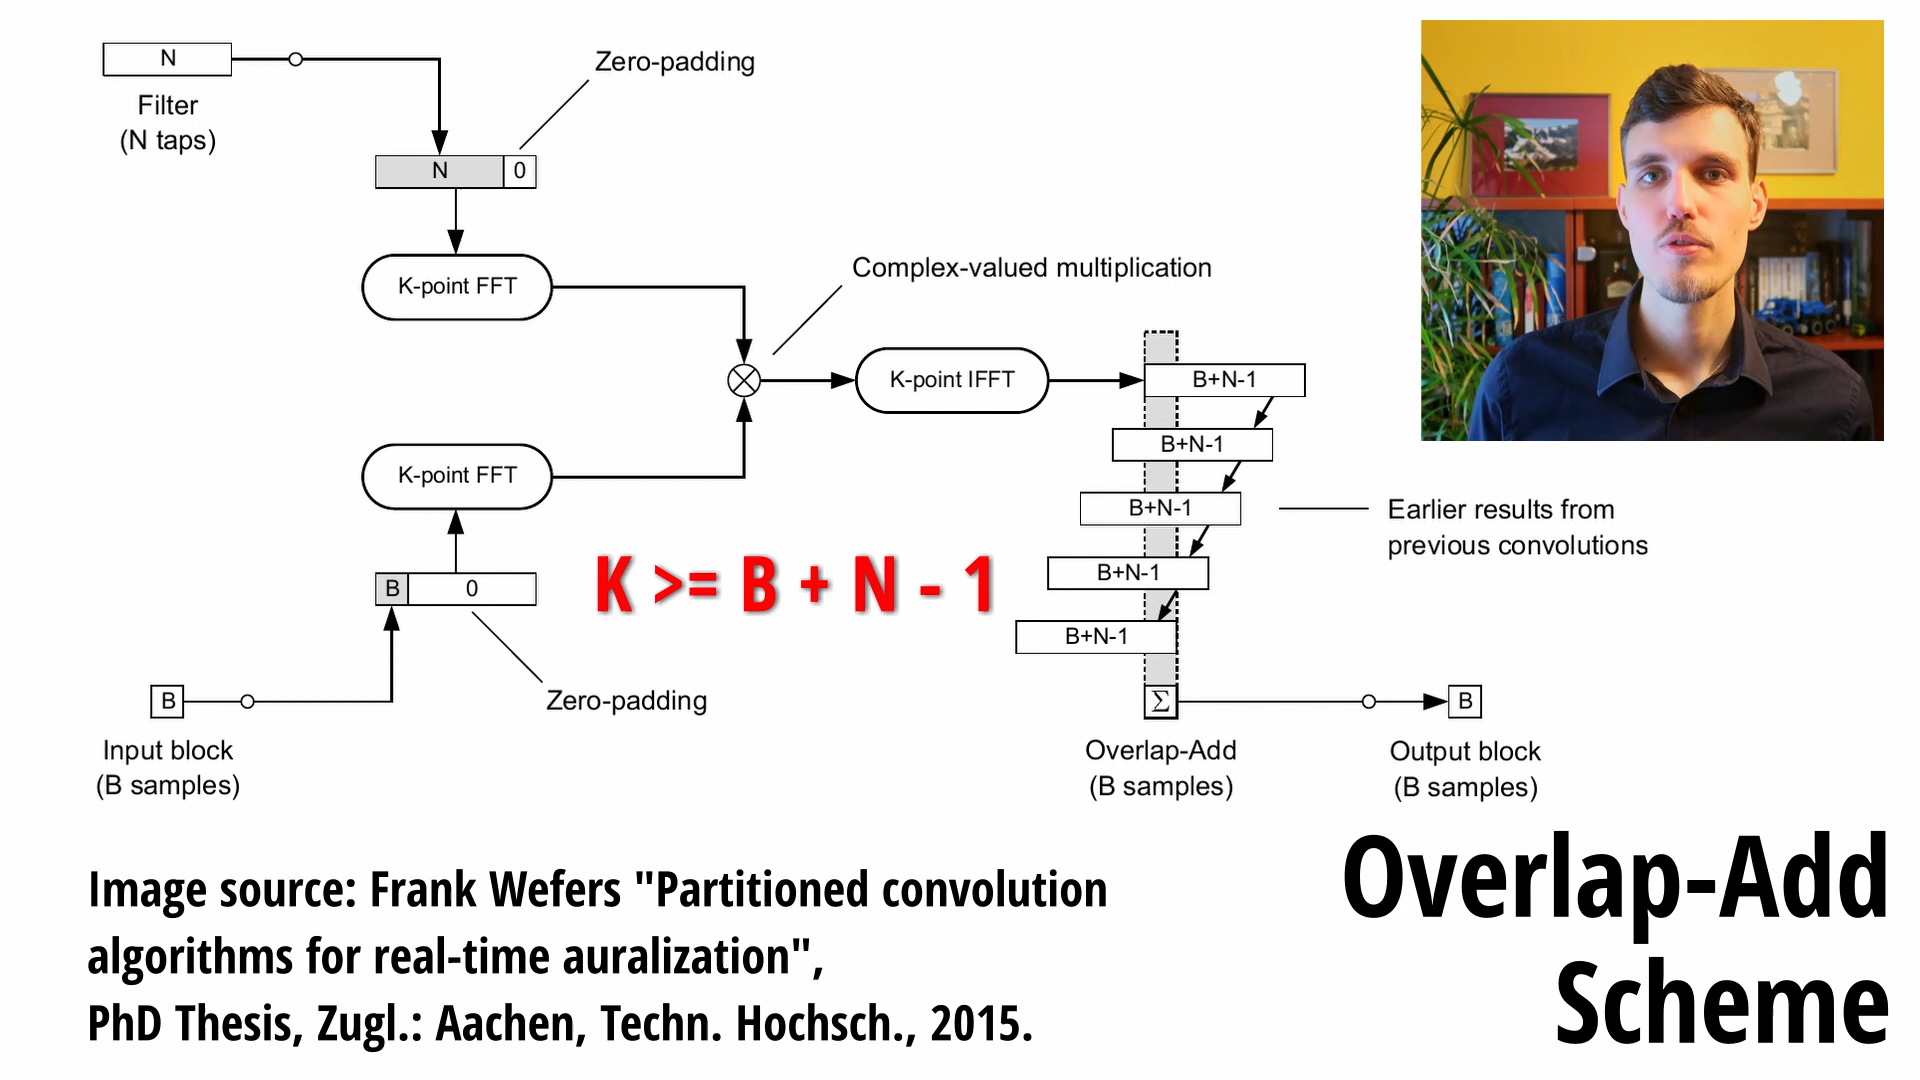 N
Filter
(N taps)
Zero-padding
N 0
K-point FFT
Complex-valued multiplication
K-point IFFT
B+N-1
B+N-1
B+N-1
B+N-1
B+N-1
Earlier results from
previous convolutions
K-point FFT
B 0
K >= B + N - 1
Zero-padding
B
Input block
(B samples)
Σ
Overlap-Add
(B samples)
B
Output block
(B samples)
Image source: Frank Wefers "Partitioned convolution
algorithms for real-time auralization",
PhD Thesis, Zugl.: Aachen, Techn. Hochsch., 2015.
Overlap-Add
Scheme